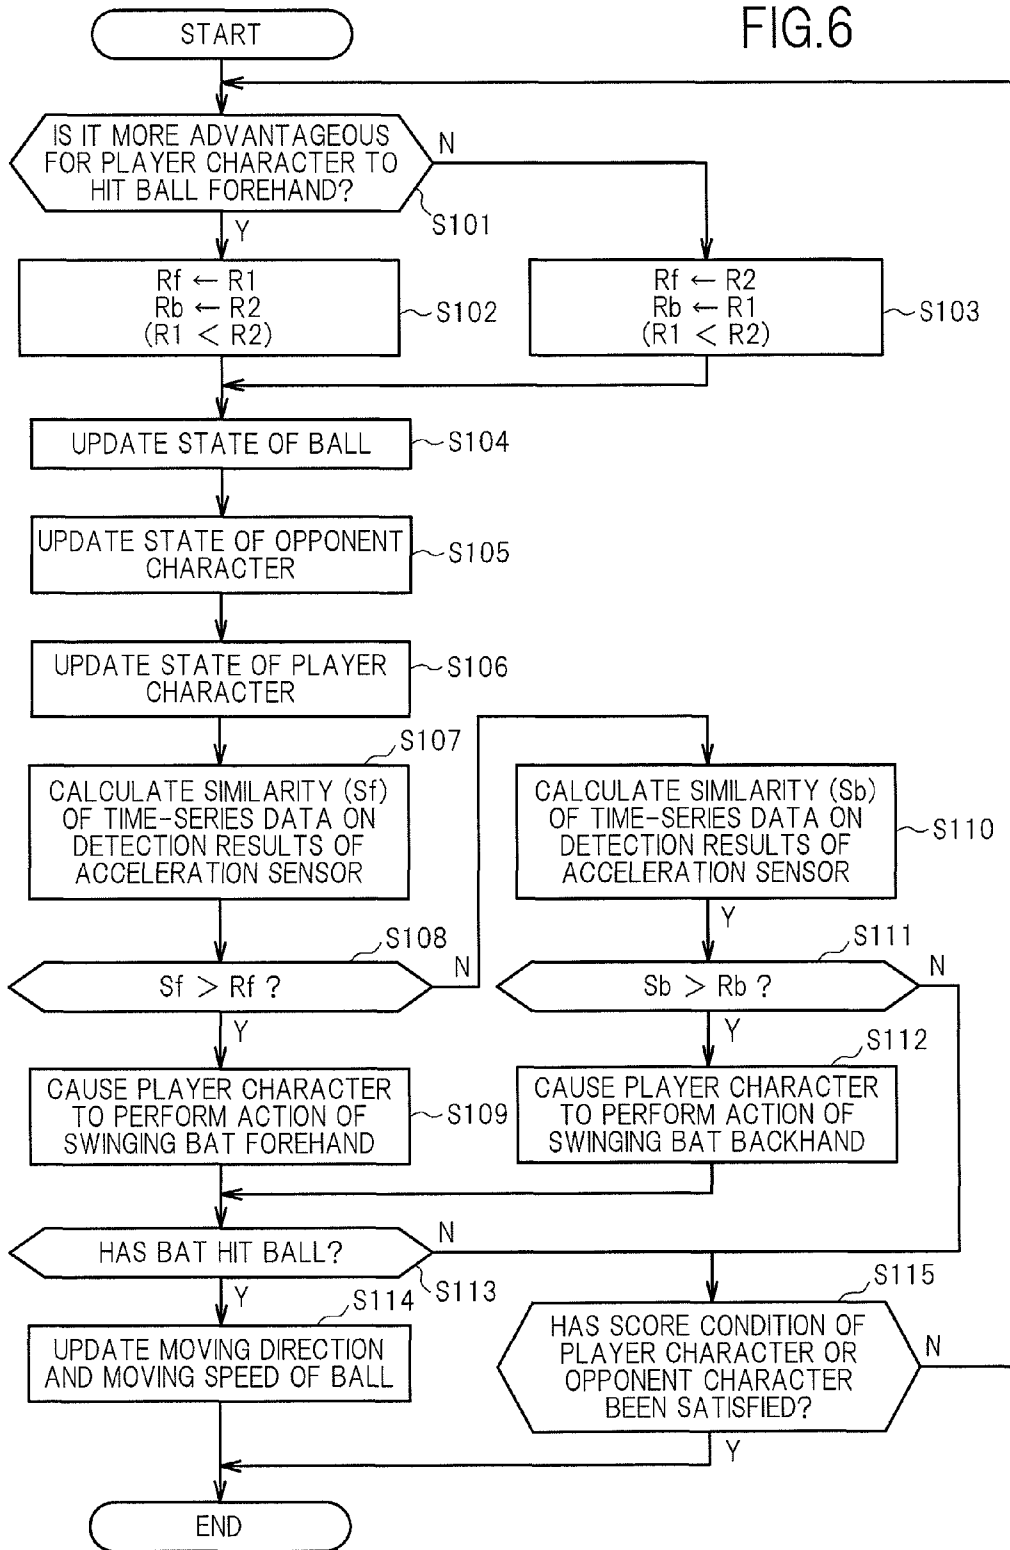 FIG.6
START
IS IT MORE ADVANTAGEOUS
FOR PLAYER CHARACTER TO
HIT BALL FOREHAND?
N
S101
Y
Rf ← R1
Rb ← R2
(R1 < R2)
S102
Rf ← R2
Rb ← R1
(R1 < R2)
S103
UPDATE STATE OF BALL
S104
UPDATE STATE OF OPPONENT
CHARACTER
S105
UPDATE STATE OF PLAYER
CHARACTER
S106
S107
CALCULATE SIMILARITY (Sf)
OF TIME-SERIES DATA ON
DETECTION RESULTS OF
ACCELERATION SENSOR
CALCULATE SIMILARITY (Sb)
OF TIME-SERIES DATA ON
DETECTION RESULTS OF
ACCELERATION SENSOR
S110
Y
S108
Sf > Rf ?
N
Y
S111
Sb > Rb ?
N
Y
CAUSE PLAYER CHARACTER
TO PERFORM ACTION OF
SWINGING BAT FOREHAND
S109
S112
CAUSE PLAYER CHARACTER
TO PERFORM ACTION OF
SWINGING BAT BACKHAND
HAS BAT HIT BALL?
N
S113
Y
S114
UPDATE MOVING DIRECTION
AND MOVING SPEED OF BALL
S115
HAS SCORE CONDITION OF
PLAYER CHARACTER OR
OPPONENT CHARACTER
BEEN SATISFIED?
N
Y
END